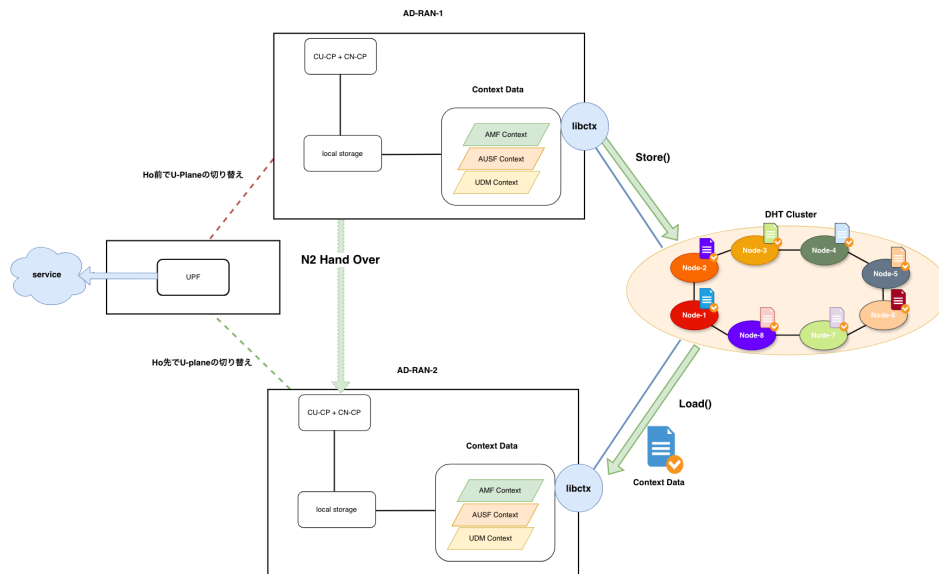 AD-RAN-1
CU-CP + CN-CP
Context Data
libctx
AMF Context
local storage
AUSF Context
UDM Context
Store()
Ho前でU-Planeの切り替え
DHT Cluster
N2 Hand Over
service
UPF
Node-2
Node-3
Node-4
Node-5
Node-1
Node-8
Node-7
Node-6
Ho先でU-planeの切り替え
AD-RAN-2
CU-CP + CN-CP
Load()
Context Data
Context Data
libctx
AMF Context
local storage
AUSF Context
UDM Context